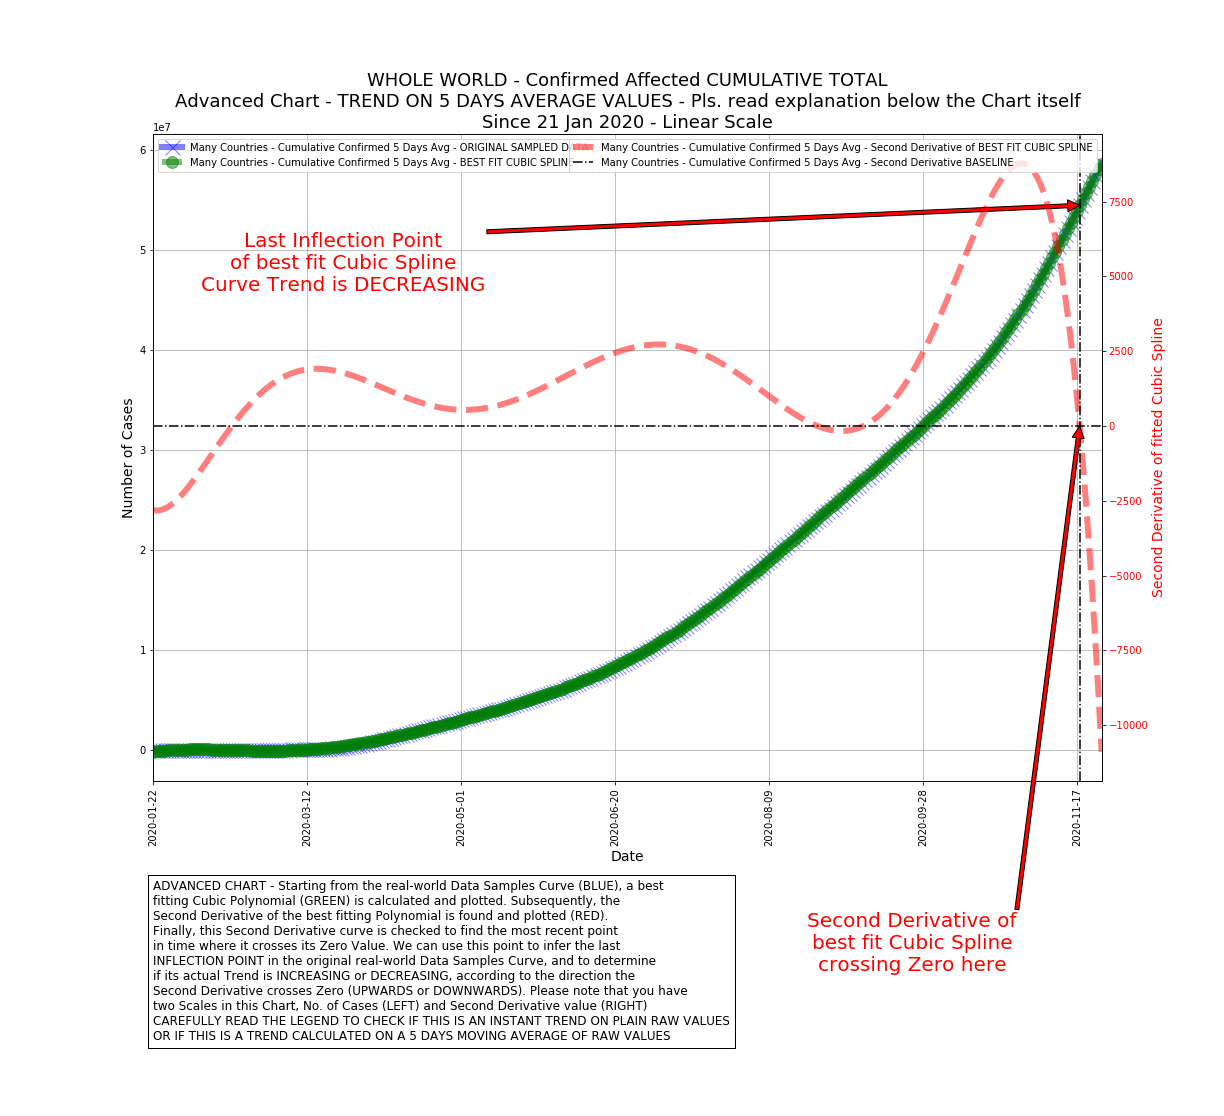 WHOLE WORLD - Confirmed Affected CUMULATIVE TOTAL
Advanced Chart - TREND ON 5 DAYS AVERAGE VALUES - Pls. read explanation below the Chart itself
Since 21 Jan 2020 - Linear Scale
1e7
Many Countries - Cumulative Confirmed 5 Days Avg - ORIGINAL SAMPLED DATA
Many Countries - Cumulative Confirmed 5 Days Avg - BEST FIT CUBIC SPLIN
Many Countries - Cumulative Confirmed 5 Days Avg - Second Derivative of BEST FIT CUBIC SPLINE
Many Countries - Cumulative Confirmed 5 Days Avg - Second Derivative BASELINE
Last Inflection Point
of best fit Cubic Spline
Curve Trend is DECREASING
6
5
4
3
2
1
0
Number of Cases
7500
5000
2500
0
−2500
−5000
−7500
−10000
Second Derivative of fitted Cubic Spline
2020-01-22
2020-03-12
2020-05-01
2020-06-20
2020-08-09
2020-09-28
2020-11-17
Date
Second Derivative of
best fit Cubic Spline
crossing Zero here
ADVANCED CHART - Starting from the real-world Data Samples Curve (BLUE), a best
fitting Cubic Polynomial (GREEN) is calculated and plotted. Subsequently, the
Second Derivative of the best fitting Polynomial is found and plotted (RED).
Finally, this Second Derivative curve is checked to find the most recent point
in time where it crosses its Zero Value. We can use this point to infer the last
INFLECTION POINT in the original real-world Data Samples Curve, and to determine
if its actual Trend is INCREASING or DECREASING, according to the direction the
Second Derivative crosses Zero (UPWARDS or DOWNWARDS). Please note that you have
two Scales in this Chart, No. of Cases (LEFT) and Second Derivative value (RIGHT)
CAREFULLY READ THE LEGEND TO CHECK IF THIS IS AN INSTANT TREND ON PLAIN RAW VALUES
OR IF THIS IS A TREND CALCULATED ON A 5 DAYS MOVING AVERAGE OF RAW VALUES